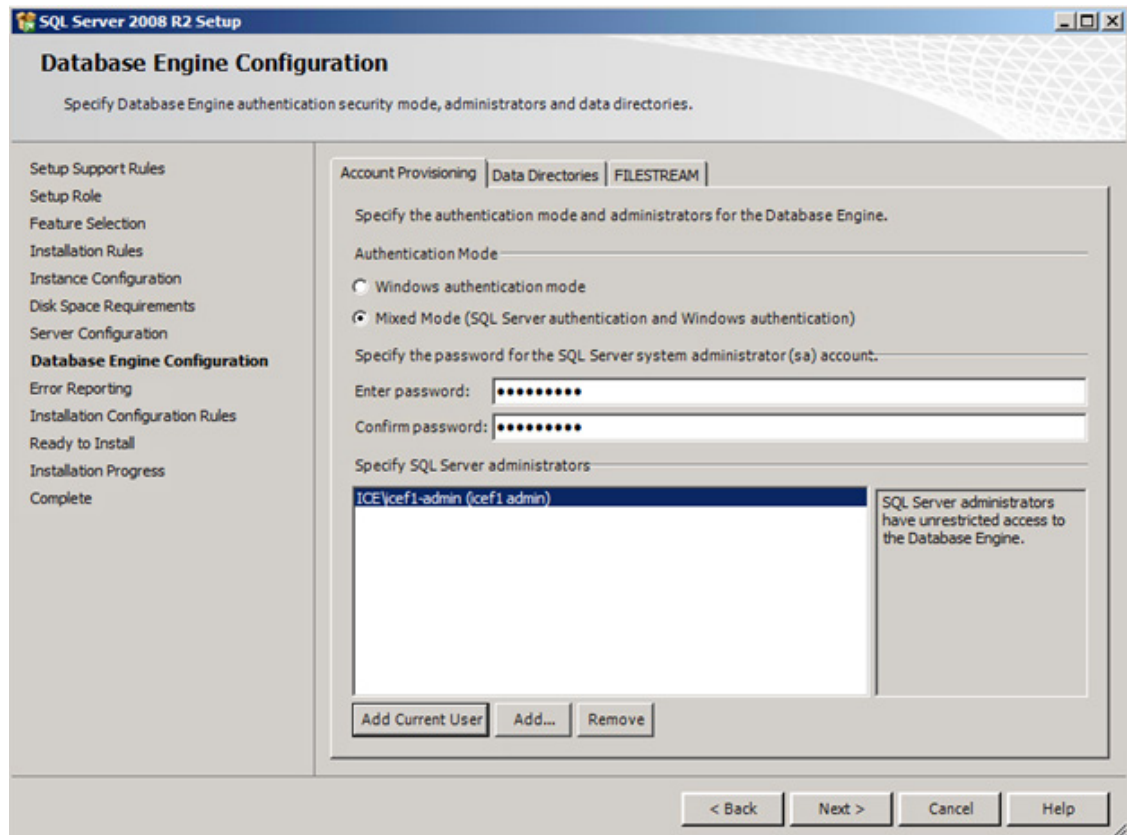 SQL Server 2008 R2 Setup
Database Engine Configuration
Specify Database Engine authentication security mode, administrators and data directories.
Setup Support Rules
Setup Role
Feature Selection
Installation Rules
Instance Configuration
Disk Space Requirements
Server Configuration
Database Engine Configuration
Error Reporting
Installation Configuration Rules
Ready to Install
Installation Progress
Complete
Account Provisioning
Data Directories
FILESTREAM
Specify the authentication mode and administrators for the Database Engine.
Authentication Mode
Windows authentication mode
Mixed Mode (SQL Server authentication and Windows authentication)
Specify the password for the SQL Server system administrator (sa) account.
Enter password: •••••••••
Confirm password: •••••••••
Specify SQL Server administrators
ICE\icef1-admin (icef1 admin)
SQL Server administrators
have unrestricted access to
the Database Engine.
Add Current User
Add...
Remove
< Back
Next >
Cancel
Help